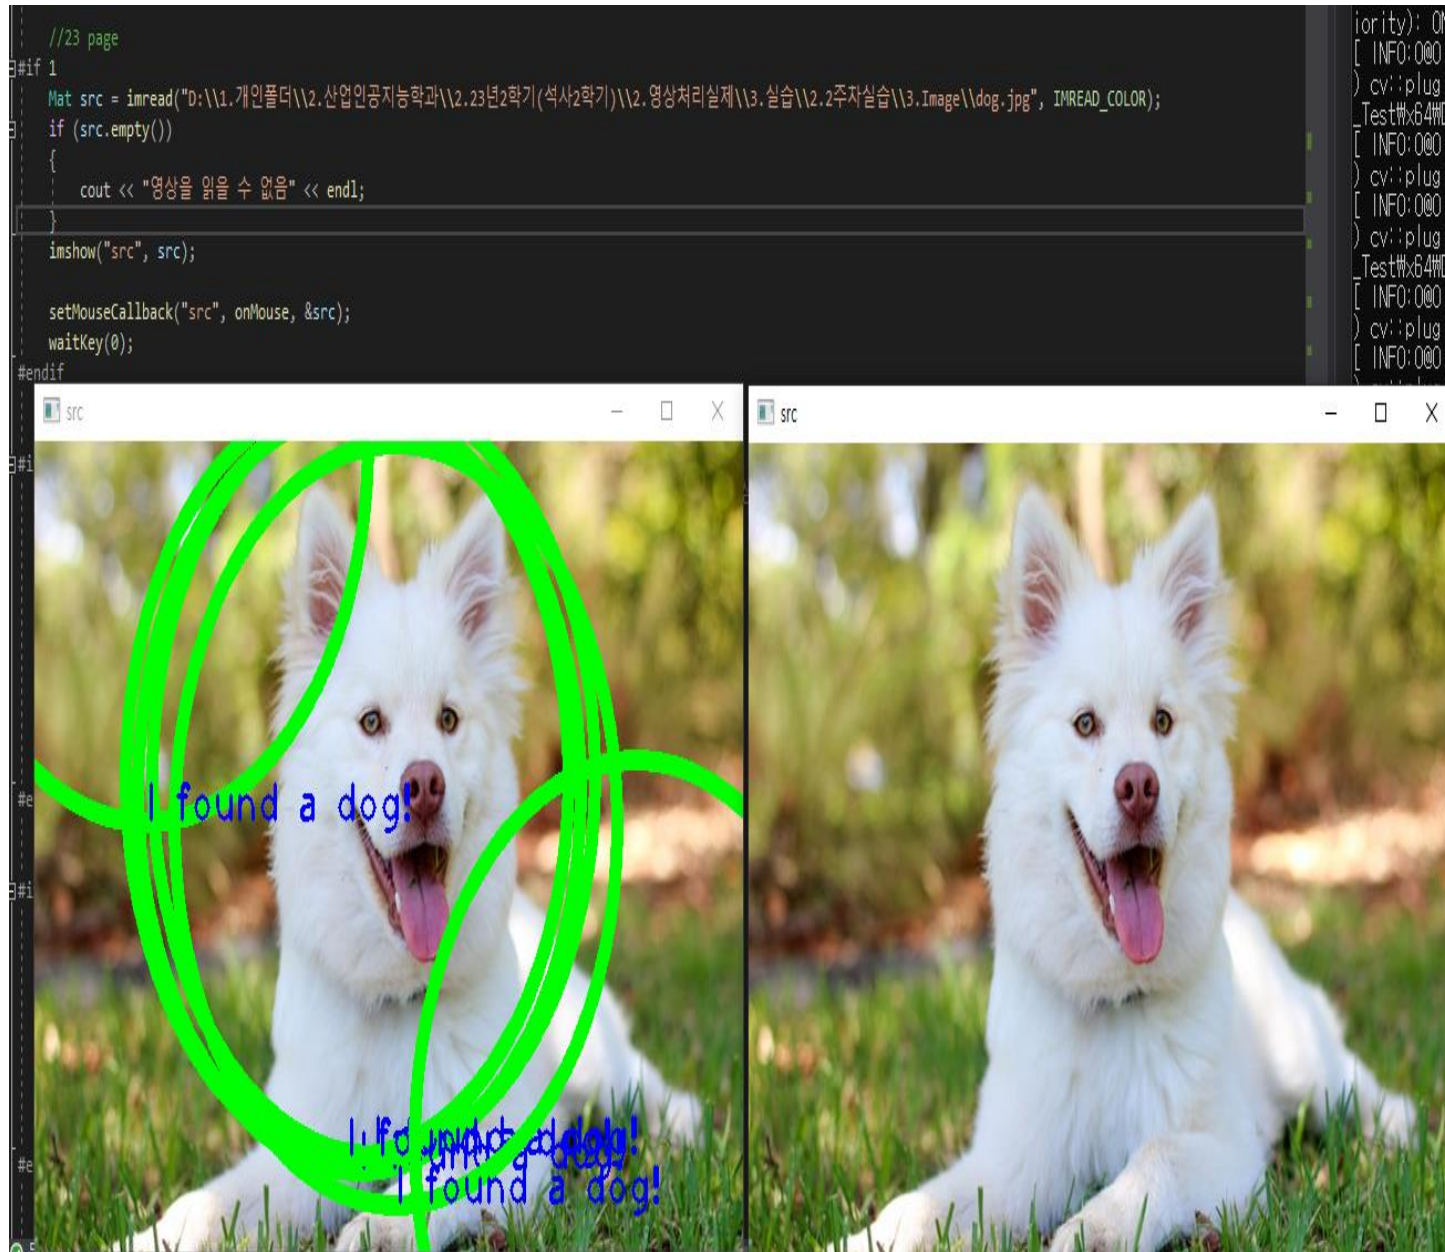 //23 page
#if 1
Mat src = imread("D:\\1.개인폴더\\2.산업인공지능학과\\2.23년2학기(석사2학기)\\2.영상처리실제\\3.실습\\2.2주차실습\\3.Image\\dog.jpg", IMREAD_COLOR);
if (src.empty())
{
cout << "영상을 읽을 수 없음" << endl;
}
imshow("src", src);
setMouseCallback("src", onMouse, &src);
waitKey(0);
#endif
iority): ON
[ INFO:0@0
) cv::plug
_Test₩x64₩D
[ INFO:0@0
) cv::plug
[ INFO:0@0
) cv::plug
_Test₩x64₩D
[ INFO:0@0
) cv::plug
[ INFO:0@0
src
src
#i
#e
#i
#e
I found a dog!
I found a dog!